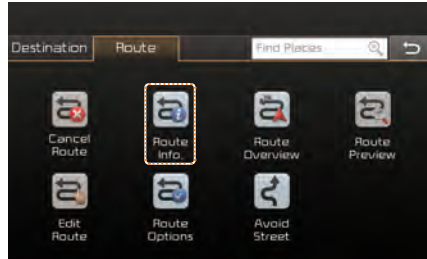 Destination Route Find Places
Cancel Route Route Route
Route Info. Overview Preview
Edit Route Avoid
Route Options Street